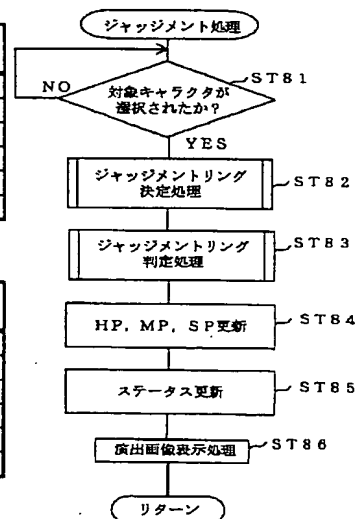 ジャッジメント処理
対象キャラクタが
選択されたか?
ST81
NO
YES
ジャッジメントリング
決定処理
ST82
ジャッジメントリング
判定処理
ST83
HP,MP,SP更新
ST84
ステータス更新
ST85
演出画像表示処理
ST86
リターン